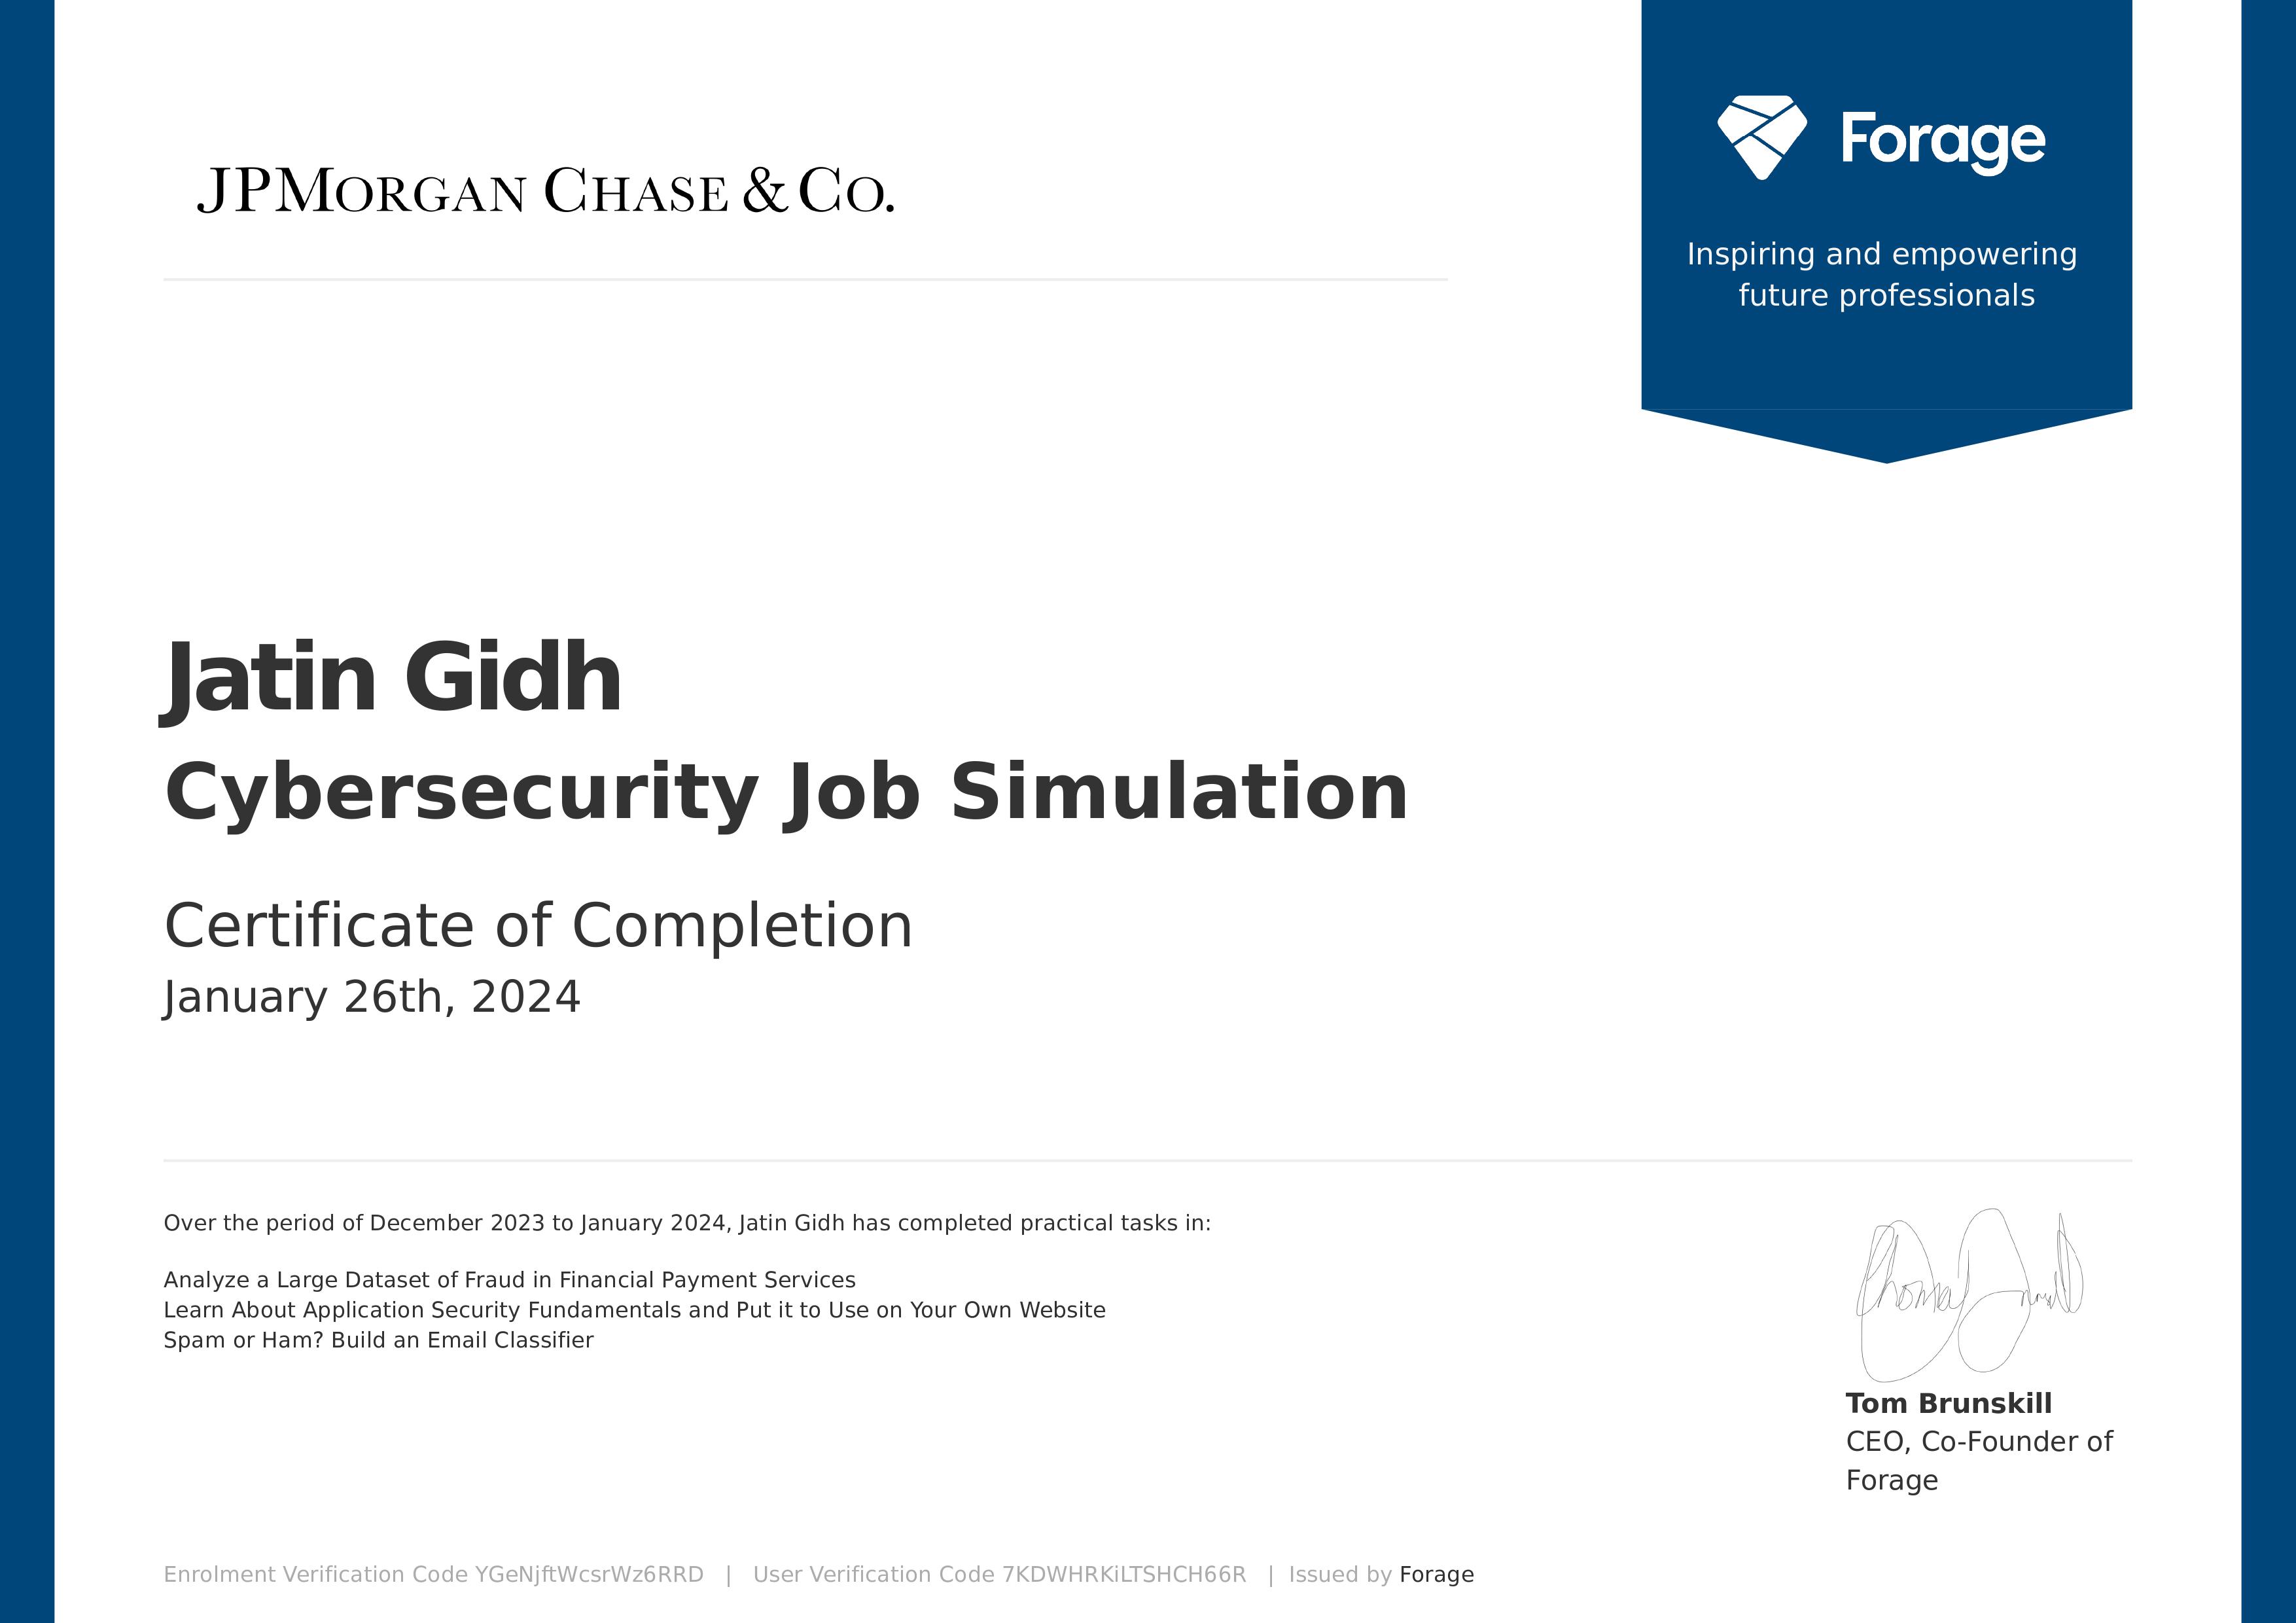 JPMORGAN CHASE & CO.
Forage
Inspiring and empowering
future professionals
Jatin Gidh
Cybersecurity Job Simulation
Certificate of Completion
January 26th, 2024
Over the period of December 2023 to January 2024, Jatin Gidh has completed practical tasks in:
Analyze a Large Dataset of Fraud in Financial Payment Services
Learn About Application Security Fundamentals and Put it to Use on Your Own Website
Spam or Ham? Build an Email Classifier
Tom Brunskill
CEO, Co-Founder of
Forage
Enrolment Verification Code YGeNjftWcsrWz6RRD | User Verification Code 7KDWHRKiLTSHCH66R | Issued by Forage